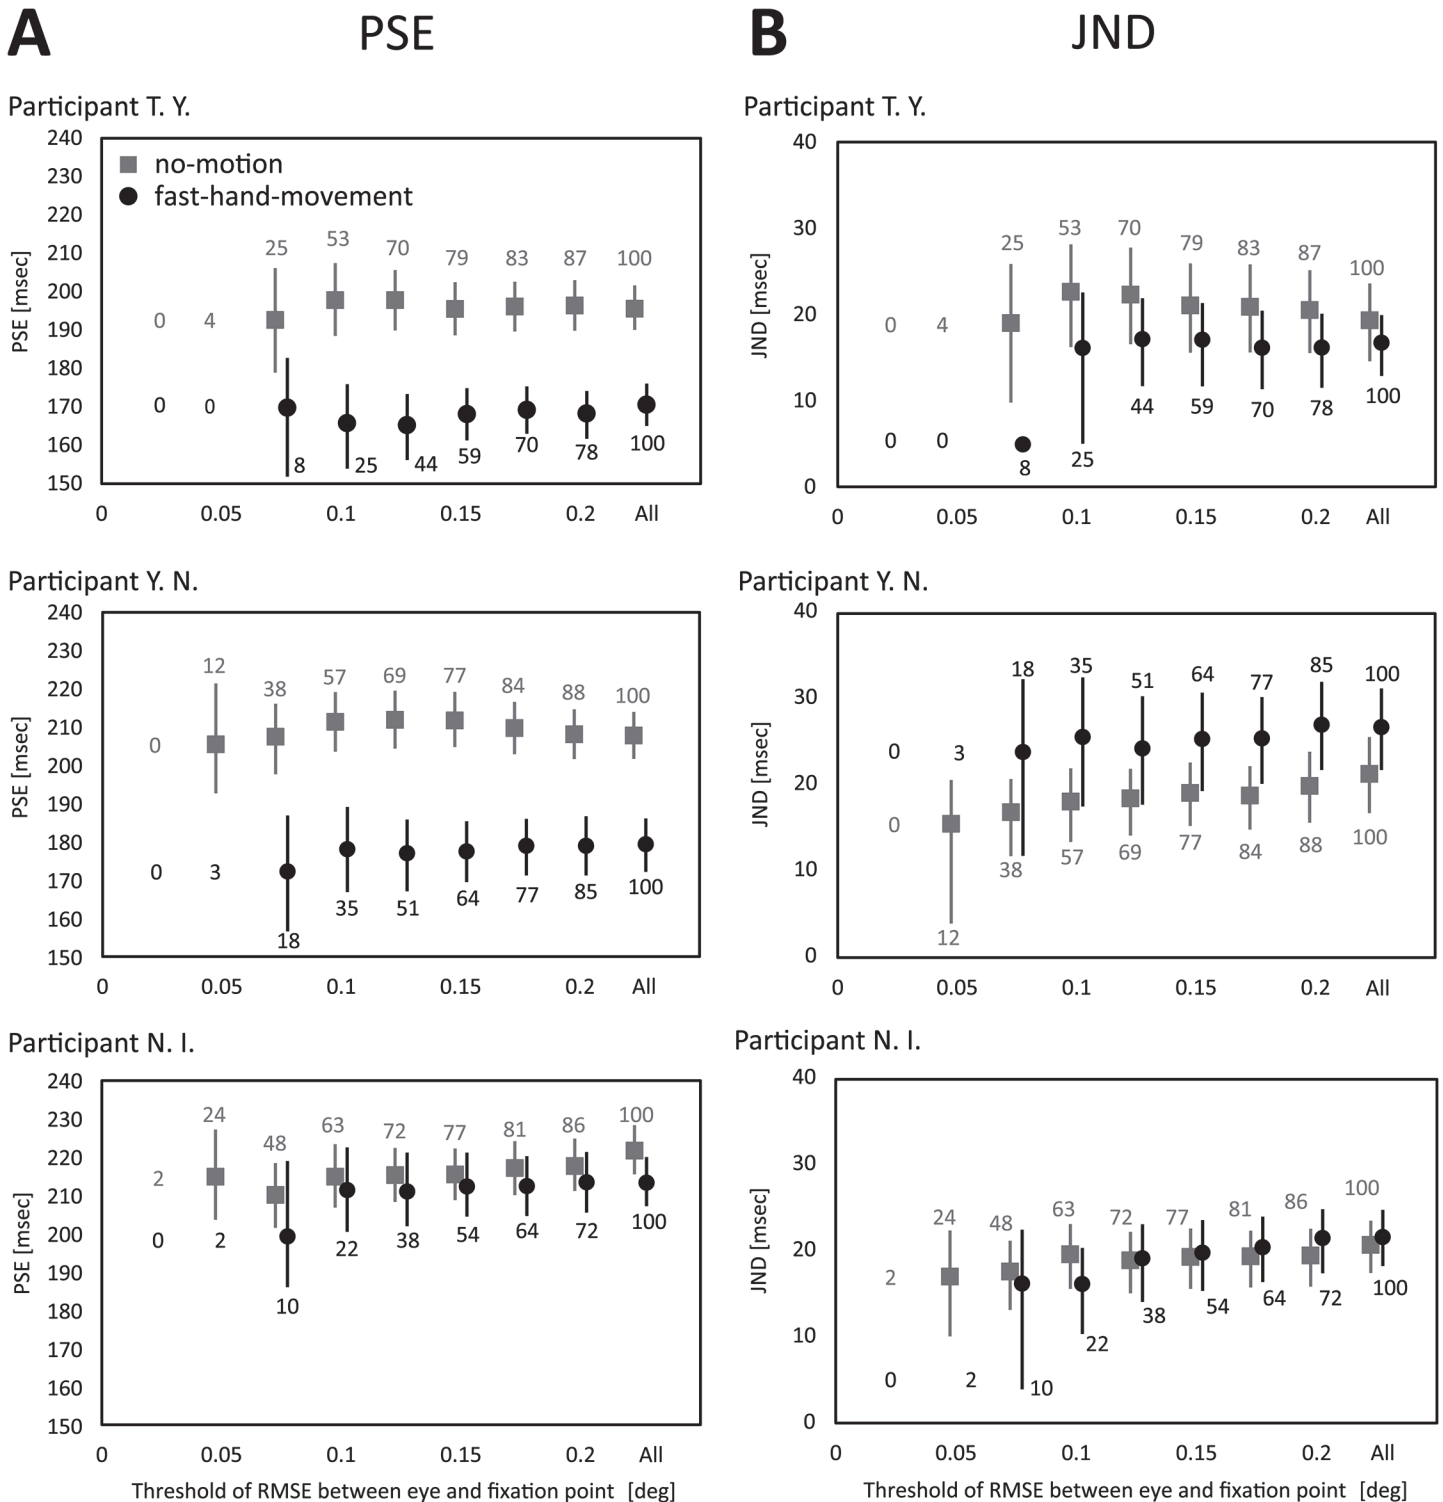 A PSE B JND
Participant T. Y.
240
230
220
210
200
190
180
170
160
150
PSE [msec]
no-motion
fast-hand-movement
25 53 70 79 83 87 100
0 4
0 0
8 25 44 59 70 78 100
0 0.05 0.1 0.15 0.2 All
Participant T. Y.
40
30
20
10
0
JND [msec]
25 53 70 79 83 87 100
0 4
0 0
8 25 44 59 70 78 100
0 0.05 0.1 0.15 0.2 All
Participant Y. N.
240
230
220
210
200
190
180
170
160
150
PSE [msec]
12 38 57 69 77 84 88 100
0
0 3
18 35 51 64 77 85 100
0 0.05 0.1 0.15 0.2 All
Participant Y. N.
40
30
20
10
0
JND [msec]
18 35 51 64 77 85 100
0 3
0
12 38 57 69 77 84 88 100
0 0.05 0.1 0.15 0.2 All
Participant N. I.
240
230
220
210
200
190
180
170
160
150
PSE [msec]
24 48 63 72 77 81 86 100
2
0 2
10 22 38 54 64 72 100
0 0.05 0.1 0.15 0.2 All
Threshold of RMSE between eye and fixation point [deg]
Participant N. I.
40
30
20
10
0
JND [msec]
24 48 63 72 77 81 86 100
2
0 2
10 22 38 54 64 72 100
0 0.05 0.1 0.15 0.2 All
Threshold of RMSE between eye and fixation point [deg]